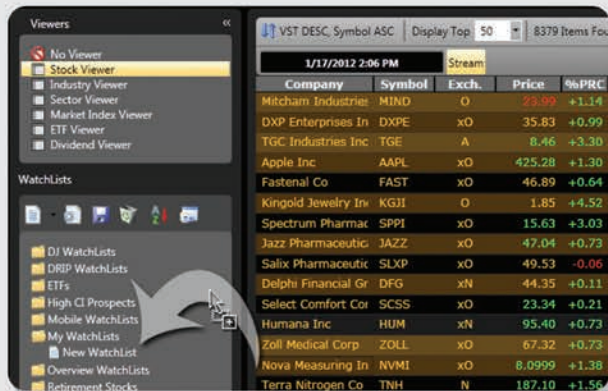 Viewers
No Viewer
Stock Viewer
Industry Viewer
Sector Viewer
Market Index Viewer
ETF Viewer
Dividend Viewer
WatchLists
DJ WatchLists
DRIP WatchLists
ETFs
High CI Prospects
Mobile WatchLists
My WatchLists
New WatchList
Overview WatchLists
Retirement Stocks
VST DESC, Symbol ASC Display Top 50 8379 Items Fou
1/17/2012 2:06 PM Stream
Company Symbol Exch. Price %PRC
Mitcham Industries MIND O 23.99 +1.14
DXP Enterprises In DXPE xO 35.83 +0.99
TGC Industries Inc TGE A 8.46 +3.30
Apple Inc AAPL xO 425.28 +1.30
Fastenal Co FAST xO 46.89 +0.64
Kingold Jewelry In KGJI O 1.85 +4.52
Spectrum Pharmac SPPI xO 15.63 +3.03
Jazz Pharmaceutic JAZZ xO 47.04 +0.73
Salix Pharmaceutic SLXP xO 49.53 -0.06
Delphi Financial Gr DFG xN 44.35 +0.11
Select Comfort Cor SCSS xO 23.34 +0.21
Humana Inc HUM xN 95.40 +0.73
Zoll Medical Corp ZOLL xO 67.32 +0.73
Nova Measuring In NVMI xO 8.0999 +1.38
Terra Nitrogen Co TNH N 187.10 +1.56